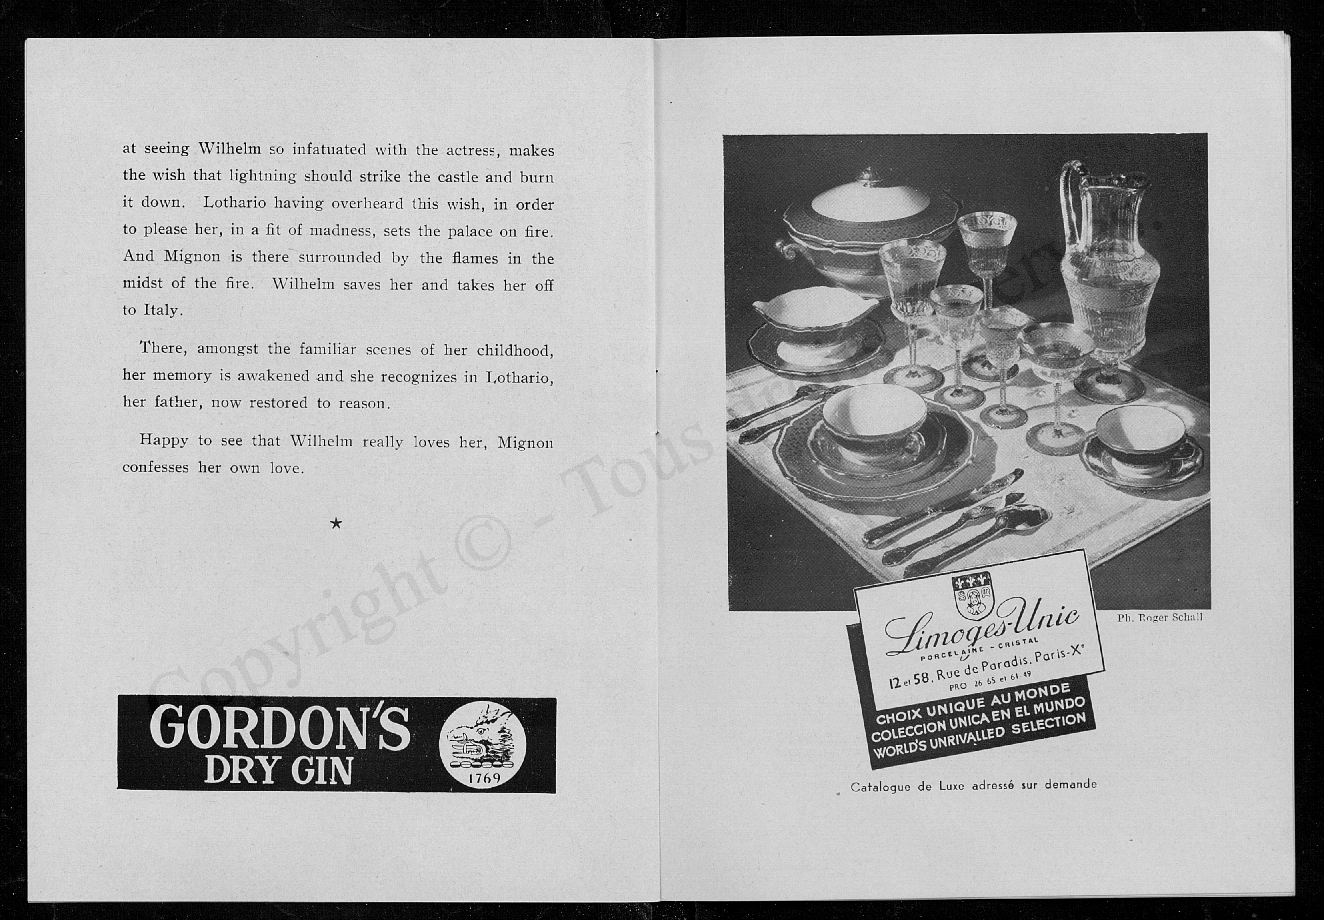 at seeing Wilhelm so infatuated with the actress, makes
the wish that lightning should strike the castle and burn
it down. Lothario having overheard this wish, in order
to please her, in a fit of madness, sets the palace on fire.
And Mignon is there surrounded by the flames in the
midst of the fire. Wilhelm saves her and takes her off
to Italy.
There, amongst the familiar scenes of her childhood,
her memory is awakened and she recognizes in Lothario,
her father, now restored to reason.
Happy to see that Wilhelm really loves her, Mignon
confesses her own love.
GORDON'S
DRY GIN
1769
Ph. Roger Schall
Limoges-Unic
PORCELAINE - CRISTAL
12 et 58, Rue de Paradis, Paris-Xe
PRO 26 65 et 61 49
CHOIX UNIQUE AU MONDE
COLECCION UNICA EN EL MUNDO
WORLD'S UNRIVALLED SELECTION
Catalogue de Luxe adressé sur demande
Copyright © - Tous